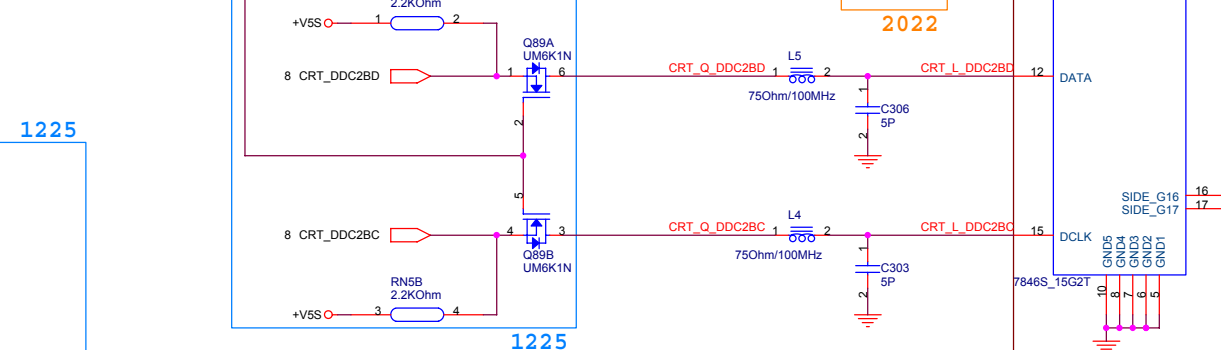 2.2KOhm
+V5S
1
2
2022
Q89A
UM6K1N
L5
8 CRT_DDC2BD
1
6
CRT_Q_DDC2BD
1
2
CRT_L_DDC2BD
12
DATA
75Ohm/100MHz
1
C306
5P
2
2
1225
5
16
SIDE_G16
17
SIDE_G17
L4
8 CRT_DDC2BC
4
3
CRT_Q_DDC2BC
1
2
CRT_L_DDC2BC
15
DCLK
Q89B
UM6K1N
75Ohm/100MHz
1
C303
5P
2
GND5
GND4
GND3
GND2
GND1
7846S_15G2T
RN5B
2.2KOhm
10
8
7
6
5
+V5S
3
4
1225